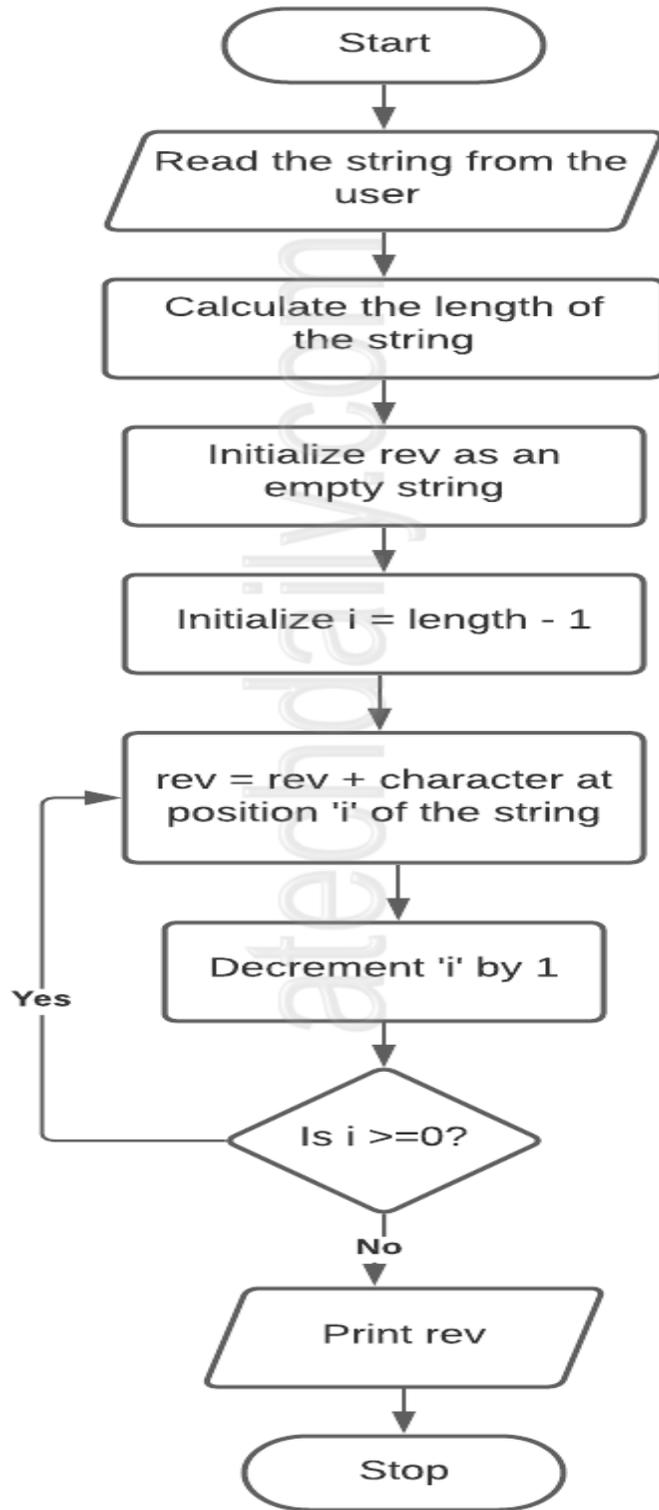 Start
Read the string from the
user
Calculate the length of
the string
Initialize rev as an
empty string
Initialize i = length - 1
rev = rev + character at
position 'i' of the string
Decrement 'i' by 1
Yes
Is i >=0?
No
Print rev
Stop
atechdaily.com